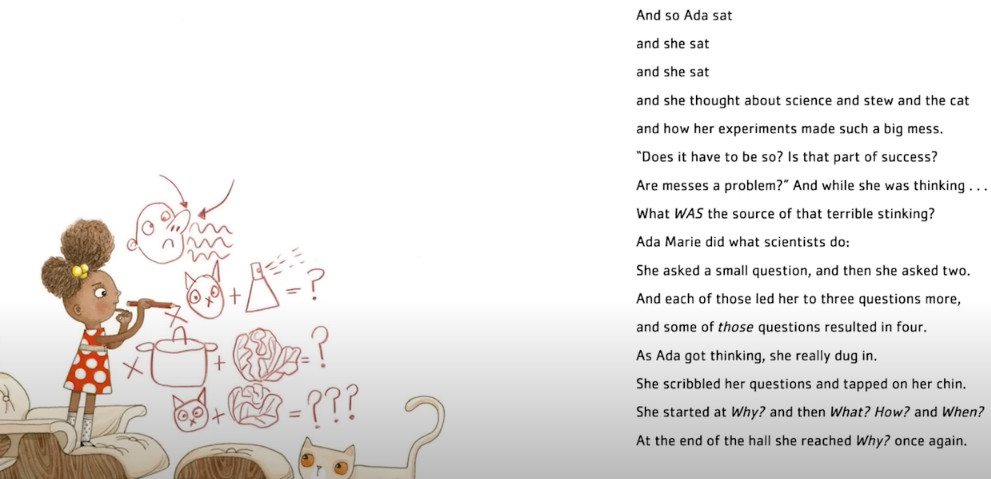 And so Ada sat
and she sat
and she sat
and she thought about science and stew and the cat
and how her experiments made such a big mess.
“Does it have to be so? Is that part of success?
Are messes a problem?” And while she was thinking . . .
What WAS the source of that terrible stinking?
Ada Marie did what scientists do:
She asked a small question, and then she asked two.
And each of those led her to three questions more,
and some of those questions resulted in four.
As Ada got thinking, she really dug in.
She scribbled her questions and tapped on her chin.
She started at Why? and then What? How? and When?
At the end of the hall she reached Why? once again.
+ = ?
× + = ?
+ = ???